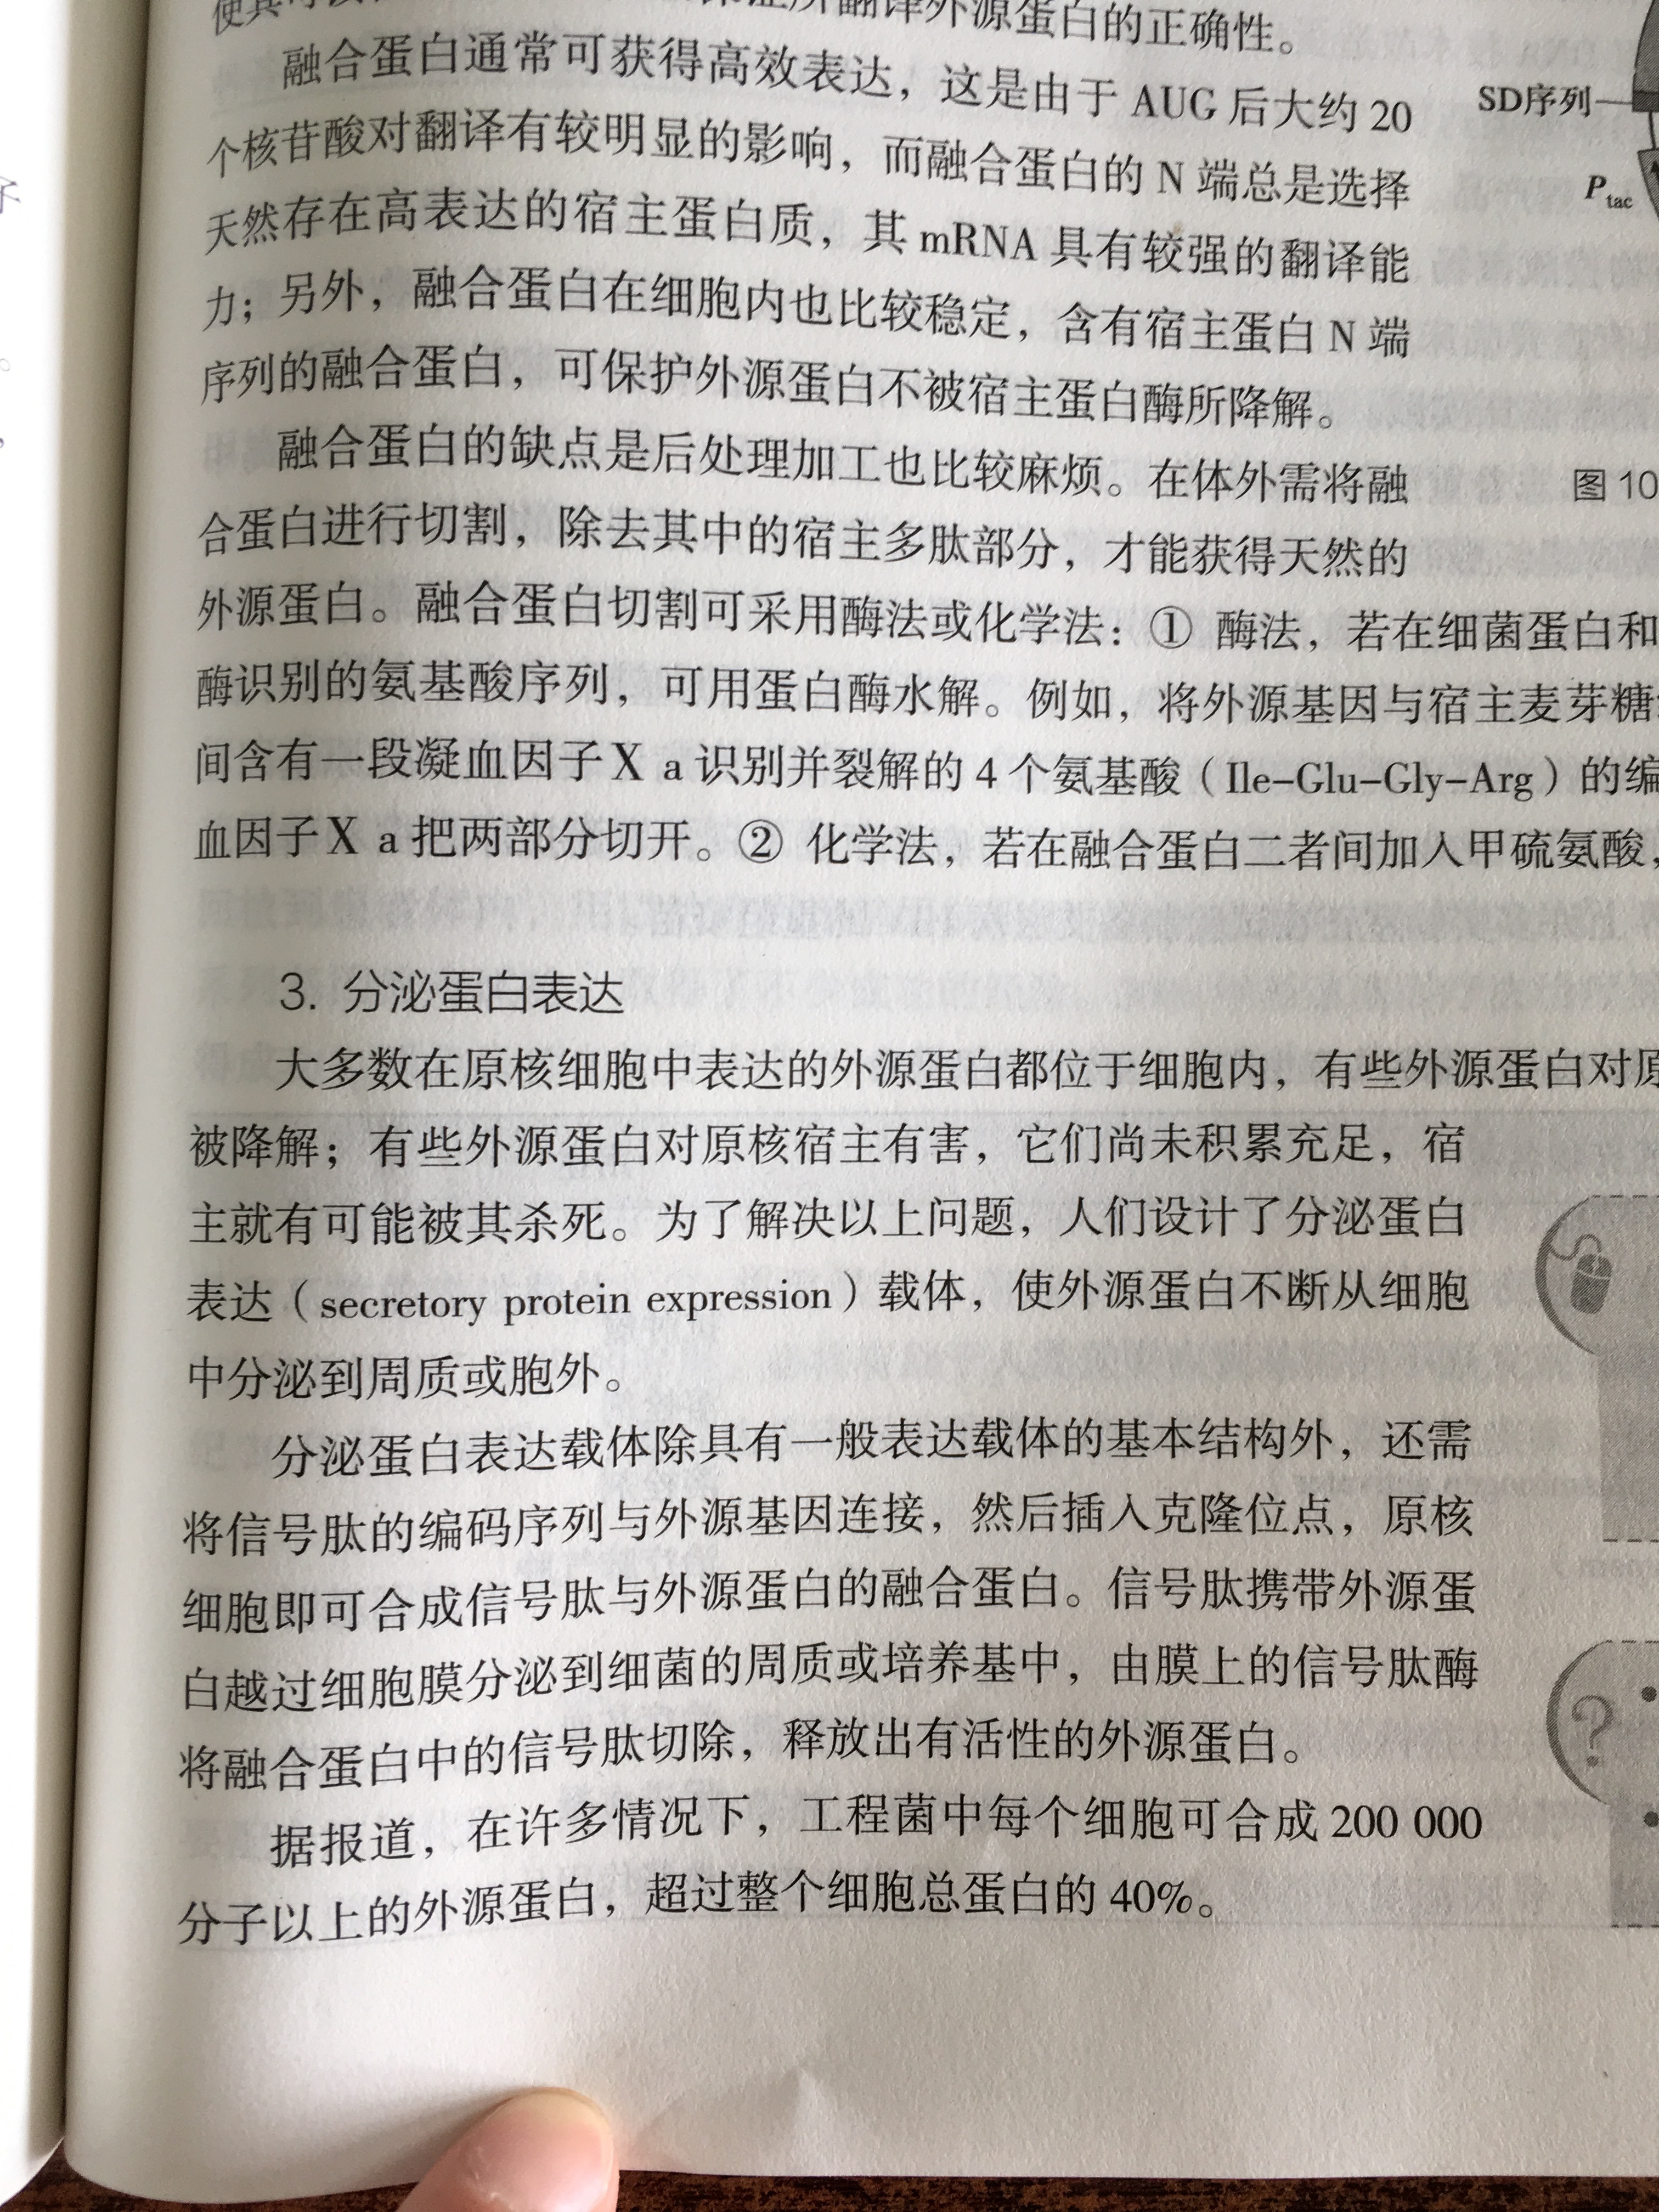 翻译外源蛋白的正确性。
融合蛋白通常可获得高效表达，这是由于 AUG 后大约 20
个核苷酸对翻译有较明显的影响，而融合蛋白的 N 端总是选择
天然存在高表达的宿主蛋白质，其 mRNA 具有较强的翻译能
力；另外，融合蛋白在细胞内也比较稳定，含有宿主蛋白 N 端
序列的融合蛋白，可保护外源蛋白不被宿主蛋白酶所降解。
融合蛋白的缺点是后处理加工也比较麻烦。在体外需将融
合蛋白进行切割，除去其中的宿主多肽部分，才能获得天然的
外源蛋白。融合蛋白切割可采用酶法或化学法：① 酶法，若在细菌蛋白和
酶识别的氨基酸序列，可用蛋白酶水解。例如，将外源基因与宿主麦芽糖
间含有一段凝血因子X a 识别并裂解的 4 个氨基酸（Ile–Glu–Gly–Arg）的编
血因子X a 把两部分切开。② 化学法，若在融合蛋白二者间加入甲硫氨酸，
3. 分泌蛋白表达
大多数在原核细胞中表达的外源蛋白都位于细胞内，有些外源蛋白对原
被降解；有些外源蛋白对原核宿主有害，它们尚未积累充足，宿
主就有可能被其杀死。为了解决以上问题，人们设计了分泌蛋白
表达（secretory protein expression）载体，使外源蛋白不断从细胞
中分泌到周质或胞外。
分泌蛋白表达载体除具有一般表达载体的基本结构外，还需
将信号肽的编码序列与外源基因连接，然后插入克隆位点，原核
细胞即可合成信号肽与外源蛋白的融合蛋白。信号肽携带外源蛋
白越过细胞膜分泌到细菌的周质或培养基中，由膜上的信号肽酶
将融合蛋白中的信号肽切除，释放出有活性的外源蛋白。
据报道，在许多情况下，工程菌中每个细胞可合成 200 000
分子以上的外源蛋白，超过整个细胞总蛋白的 40%。
SD序列
Ptac
图 10
?